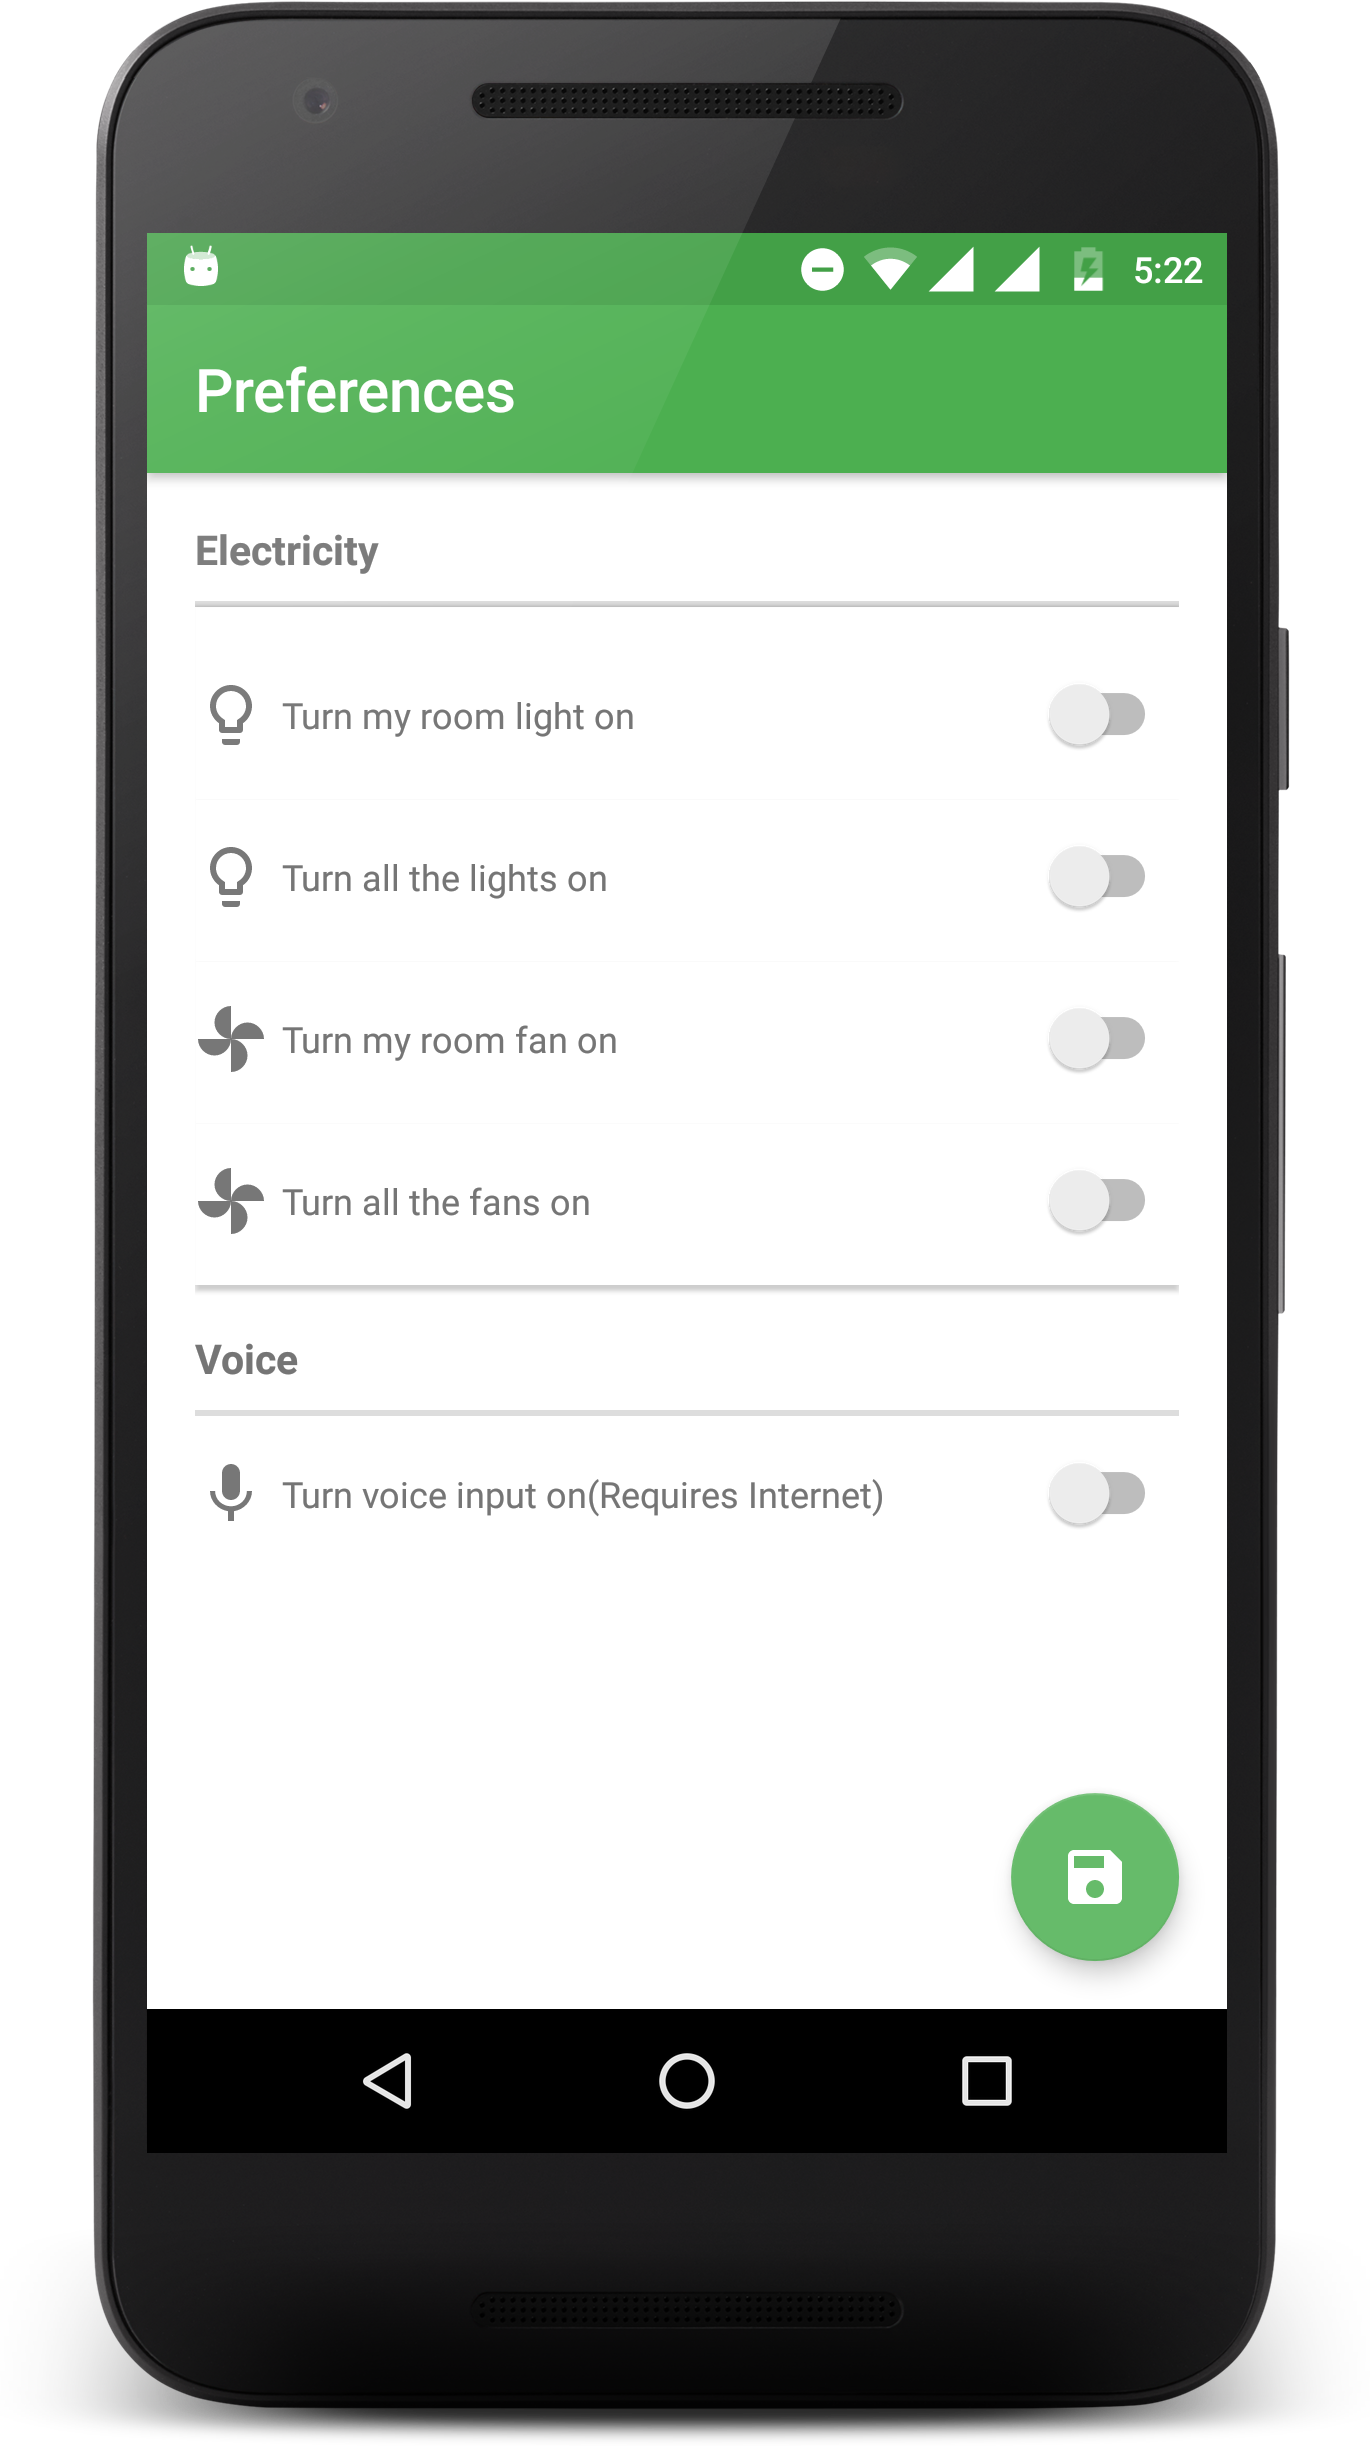 5:22
Preferences
Electricity
Turn my room light on
Turn all the lights on
Turn my room fan on
Turn all the fans on
Voice
Turn voice input on(Requires Internet)